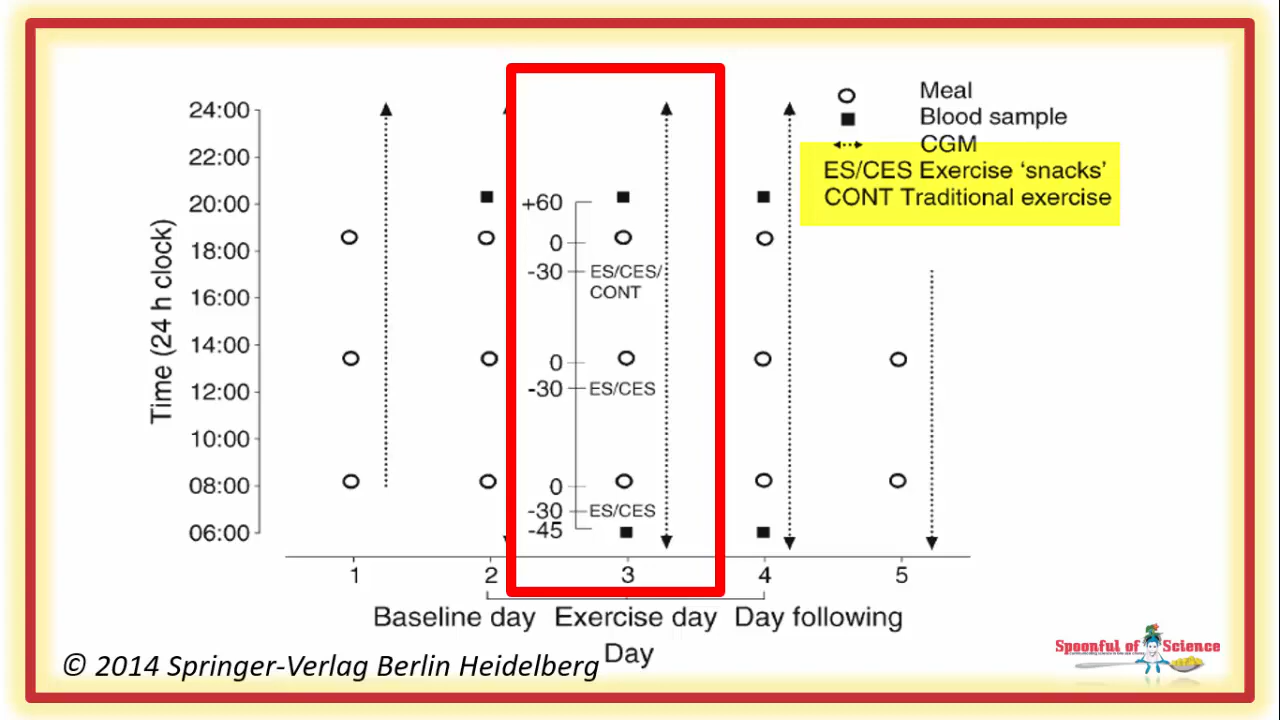 Meal
Blood sample
CGM
ES/CES Exercise ‘snacks’
CONT Traditional exercise
Time (24 h clock)
24:00
22:00
20:00
18:00
16:00
14:00
12:00
10:00
08:00
06:00
+60
0
-30
ES/CES/
CONT
0
-30
ES/CES
0
-30
ES/CES
-45
1 2 3 4 5
Baseline day Exercise day Day following
Day
© 2014 Springer-Verlag Berlin Heidelberg
Spoonful of Science